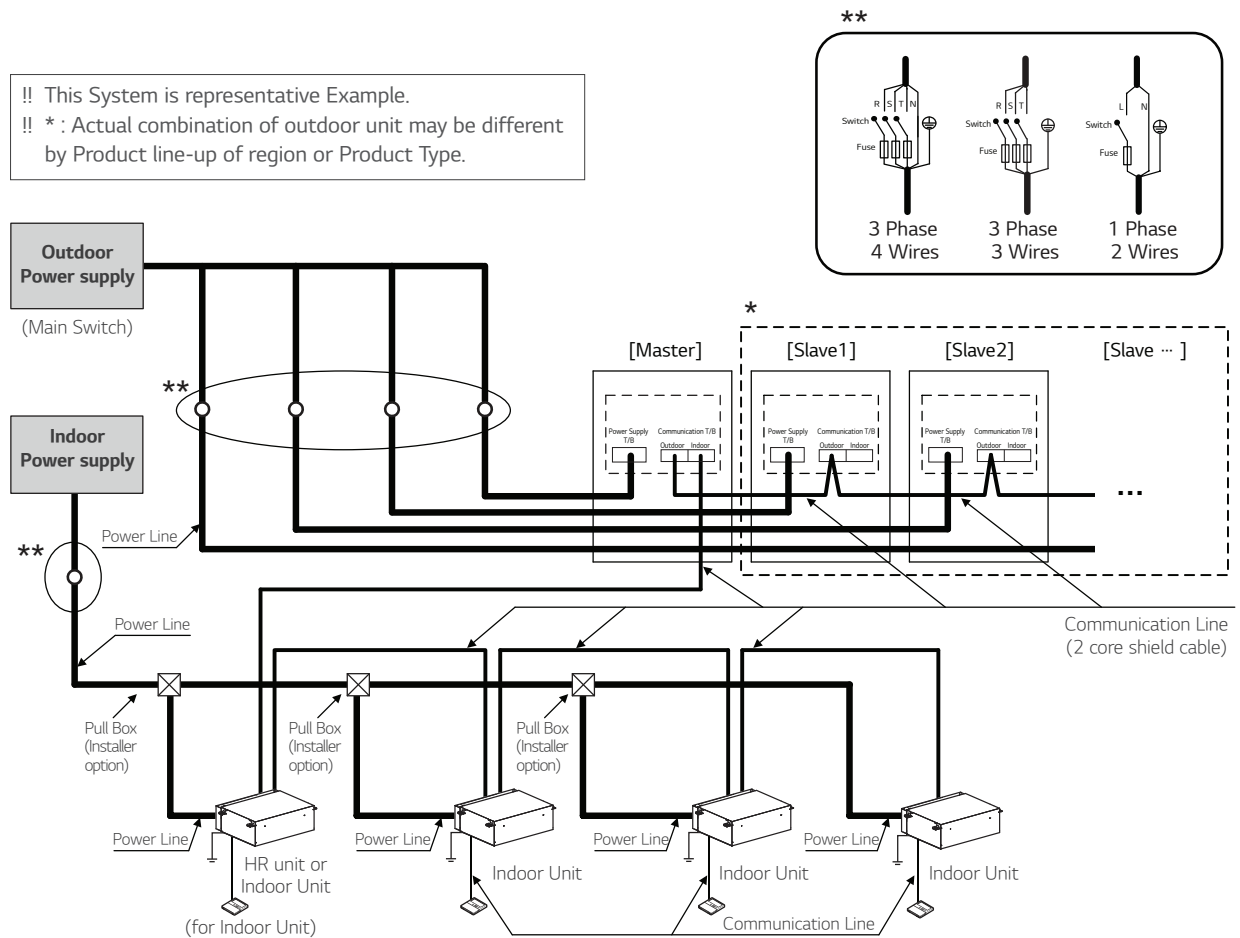 **
!! This System is representative Example.
!! * : Actual combination of outdoor unit may be different
by Product line-up of region or Product Type.
R S T N
Switch
Fuse
3 Phase
4 Wires
R S T
Switch
Fuse
3 Phase
3 Wires
L N
Switch
Fuse
1 Phase
2 Wires
Outdoor
Power supply
(Main Switch)
*
[Master]
[Slave1]
[Slave2]
[Slave ··· ]
**
Power Supply
T/B
Communication T/B
Outdoor Indoor
Power Supply
T/B
Communication T/B
Outdoor Indoor
Power Supply
T/B
Communication T/B
Outdoor Indoor
...
Indoor
Power supply
Power Line
**
Power Line
Communication Line
(2 core shield cable)
Pull Box
(Installer
option)
Pull Box
(Installer
option)
Pull Box
(Installer
option)
Power Line
Power Line
Power Line
Power Line
HR unit or
Indoor Unit
Indoor Unit
Indoor Unit
Indoor Unit
(for Indoor Unit)
Communication Line